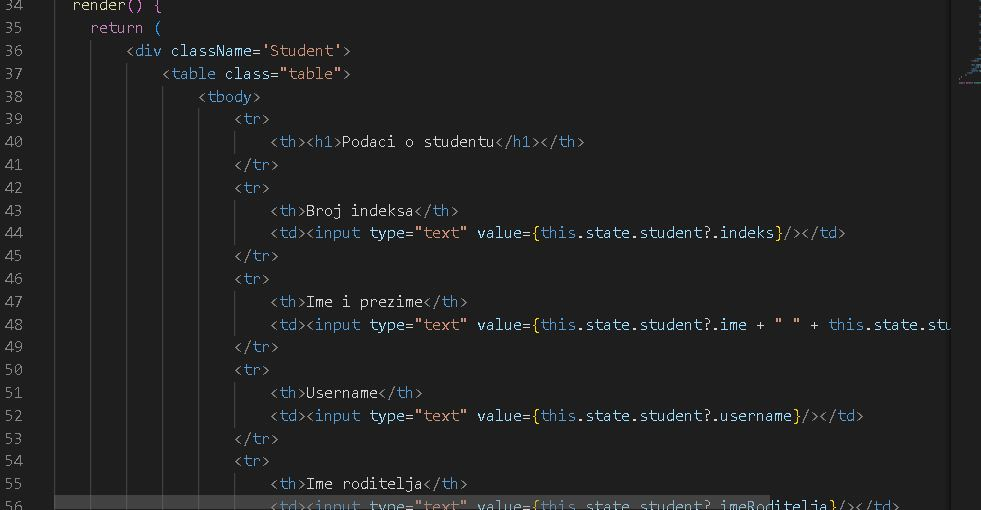 34 render() {
35 return (
36 <div className='Student'>
37 <table class="table">
38 <tbody>
39 <tr>
40 <th><h1>Podaci o studentu</h1></th>
41 </tr>
42 <tr>
43 <th>Broj indeksa</th>
44 <td><input type="text" value={this.state.student?.indeks}/></td>
45 </tr>
46 <tr>
47 <th>Ime i prezime</th>
48 <td><input type="text" value={this.state.student?.ime + " " + this.state.stu
49 </tr>
50 <tr>
51 <th>Username</th>
52 <td><input type="text" value={this.state.student?.username}/></td>
53 </tr>
54 <tr>
55 <th>Ime roditelja</th>
56 <td><input type="text" value={this.state.student?.imeRoditelja}/></td>